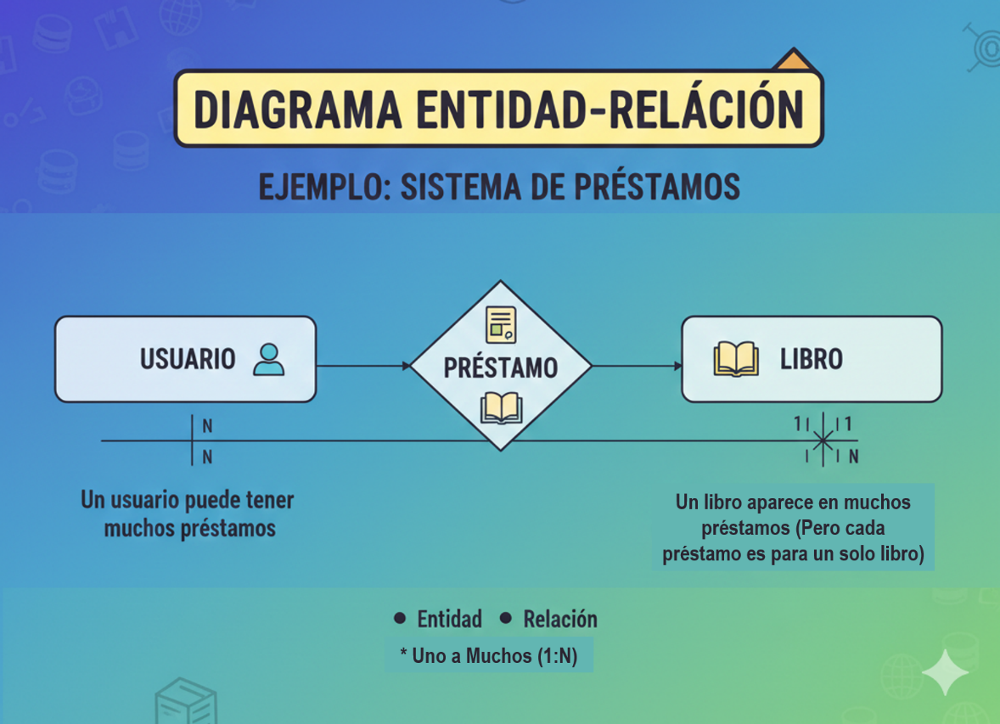 DIAGRAMA ENTIDAD-RELÁCIÓN
EJEMPLO: SISTEMA DE PRÉSTAMOS
USUARIO
PRÉSTAMO
LIBRO
N
N
1
1
N
Un usuario puede tener
muchos préstamos
Un libro aparece en muchos
préstamos (Pero cada
préstamo es para un solo libro)
• Entidad • Relación
* Uno a Muchos (1:N)